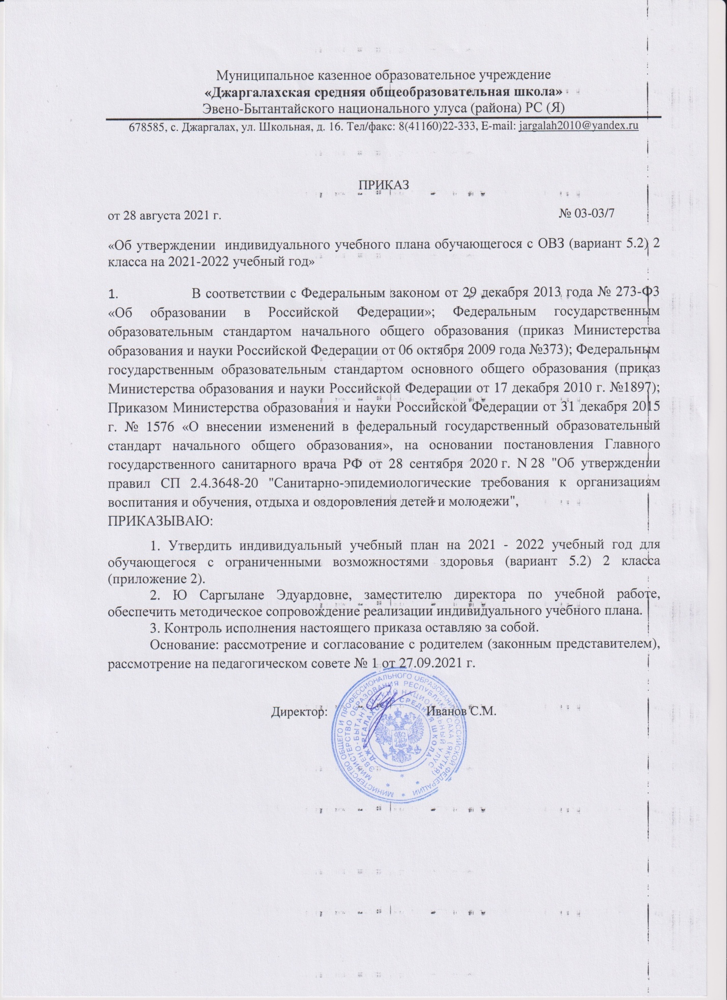 Муниципальное казенное образовательное учреждение
«Джаргалахская средняя общеобразовательная школа»
Эвено-Бытантайского национального улуса (района) РС (Я)
678585, с. Джаргалах, ул. Школьная, д. 16. Тел/факс: 8(41160)22-333, E-mail: jargalah2010@yandex.ru
ПРИКАЗ
от 28 августа 2021 г. № 03-03/7
«Об утверждении индивидуального учебного плана обучающегося с ОВЗ (вариант 5.2) 2
класса на 2021-2022 учебный год»
1. В соответствии с Федеральным законом от 29 декабря 2013 года № 273-ФЗ
«Об образовании в Российской Федерации»; Федеральным государственным
образовательным стандартом начального общего образования (приказ Министерства
образования и науки Российской Федерации от 06 октября 2009 года №373); Федеральным
государственным образовательным стандартом основного общего образования (приказ
Министерства образования и науки Российской Федерации от 17 декабря 2010 г. №1897);
Приказом Министерства образования и науки Российской Федерации от 31 декабря 2015
г. № 1576 «О внесении изменений в федеральный государственный образовательный
стандарт начального общего образования», на основании постановления Главного
государственного санитарного врача РФ от 28 сентября 2020 г. N 28 "Об утверждении
правил СП 2.4.3648-20 "Санитарно-эпидемиологические требования к организациям
воспитания и обучения, отдыха и оздоровления детей и молодежи",
ПРИКАЗЫВАЮ:
1. Утвердить индивидуальный учебный план на 2021 - 2022 учебный год для
обучающегося с ограниченными возможностями здоровья (вариант 5.2) 2 класса
(приложение 2).
2. Ю Саргылане Эдуардовне, заместителю директора по учебной работе,
обеспечить методическое сопровождение реализации индивидуального учебного плана.
3. Контроль исполнения настоящего приказа оставляю за собой.
Основание: рассмотрение и согласование с родителем (законным представителем),
рассмотрение на педагогическом совете № 1 от 27.09.2021 г.
Директор: Иванов С.М.
МИНИСТЕРСТВО ОБЩЕГО И ПРОФЕССИОНАЛЬНОГО ОБРАЗОВАНИЯ РОССИЙСКОЙ ФЕДЕРАЦИИ
МИНИСТЕРСТВО ОБРАЗОВАНИЯ РЕСПУБЛИКИ САХА (ЯКУТИЯ)
ЭВЕНО-БЫТАНТАЙСКИЙ НАЦИОНАЛЬНЫЙ УЛУС
ДЖАРГАЛАХСКАЯ СРЕДНЯЯ ШКОЛА